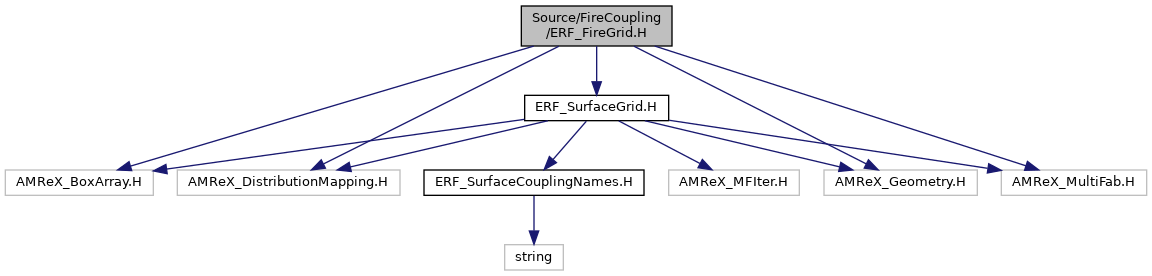 Source/FireCoupling
/ERF_FireGrid.H
ERF_SurfaceGrid.H
AMReX_BoxArray.H
AMReX_DistributionMapping.H
ERF_SurfaceCouplingNames.H
AMReX_MFIter.H
AMReX_Geometry.H
AMReX_MultiFab.H
string